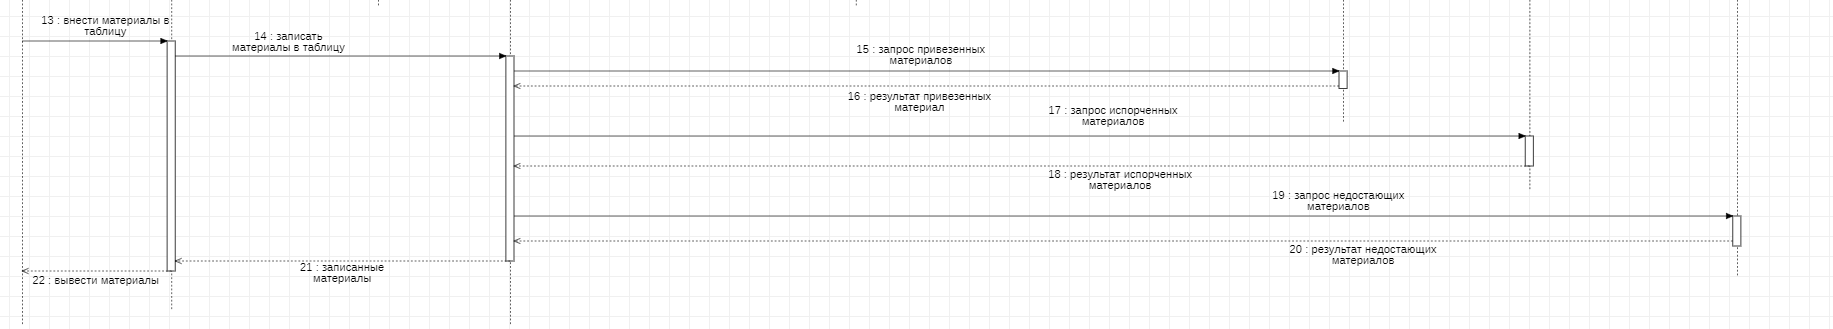 13 : внести материалы в
таблицу
14 : записать
материалы в таблицу
15 : запрос привезенных
материалов
16 : результат привезенных
материал
17 : запрос испорченных
материалов
18 : результат испорченных
материалов
19 : запрос недостающих
материалов
20 : результат недостающих
материалов
21 : записанные
материалы
22 : вывести материалы